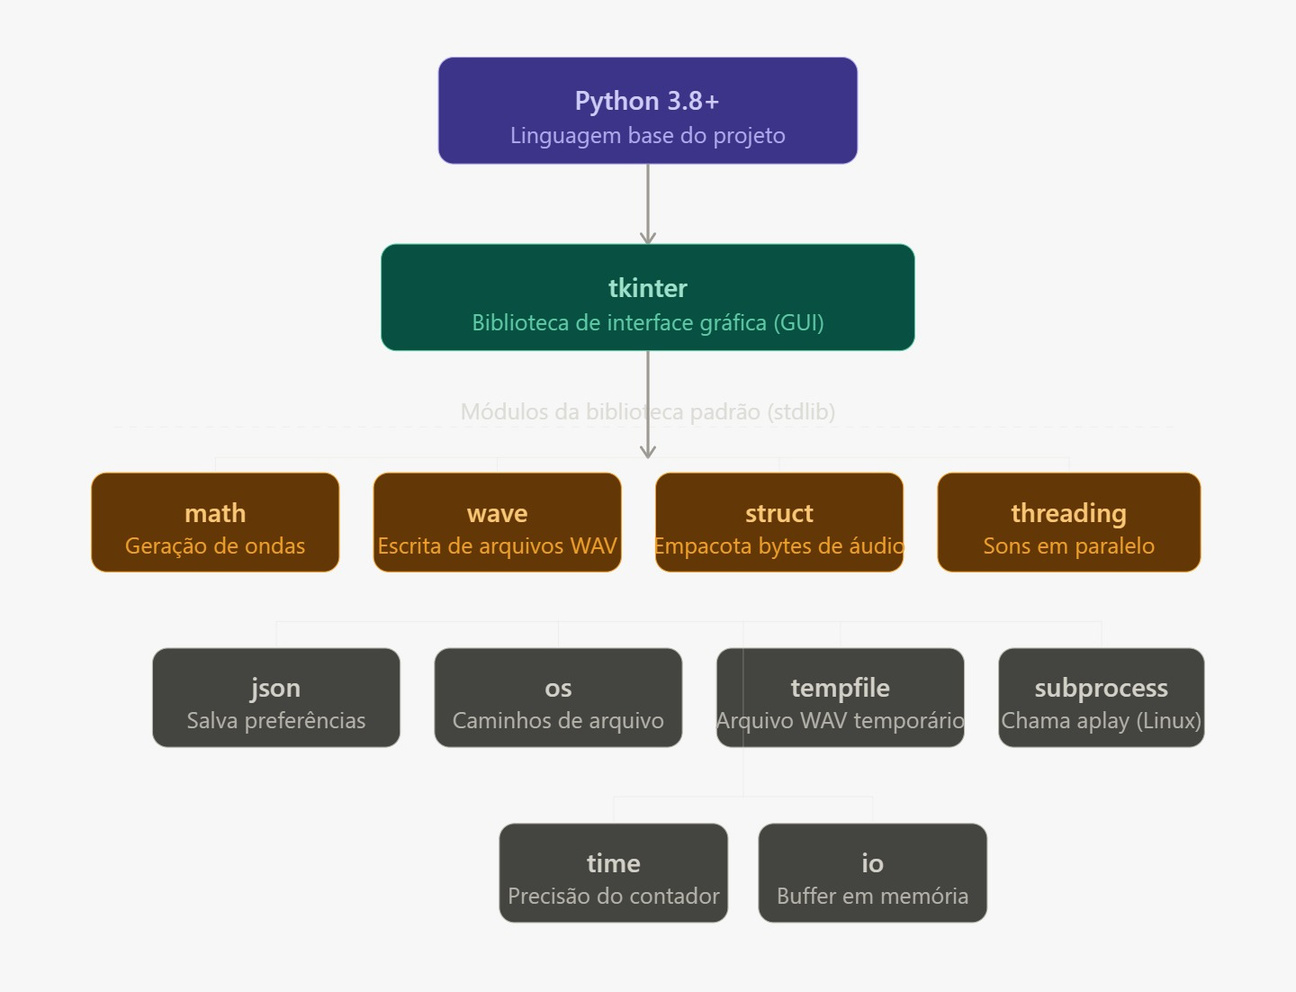 Python 3.8+
Linguagem base do projeto
tkinter
Biblioteca de interface gráfica (GUI)
Módulos da biblioteca padrão (stdlib)
math
Geração de ondas
wave
Escrita de arquivos WAV
struct
Empacota bytes de áudio
threading
Sons em paralelo
json
Salva preferências
os
Caminhos de arquivo
tempfile
Arquivo WAV temporário
subprocess
Chama aplay (Linux)
time
Precisão do contador
io
Buffer em memória